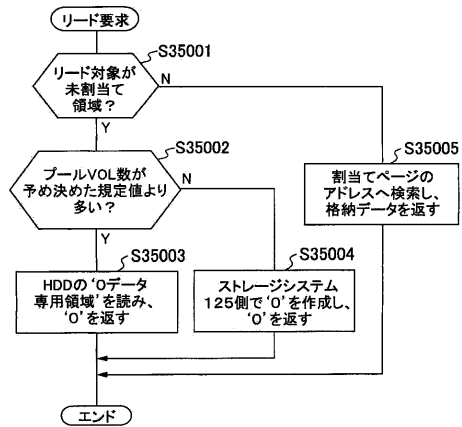 リード要求
S35001
リード対象が
未割当て
領域？
N
Y
S35002
プールVOL数が
予め決めた規定値より
多い？
N
Y
S35005
割当てページの
アドレスへ検索し、
格納データを返す
S35003
HDDの‘0データ
専用領域’を読み、
‘0’を返す
S35004
ストレージシステム
125側で‘0’を作成し、
‘0’を返す
エンド